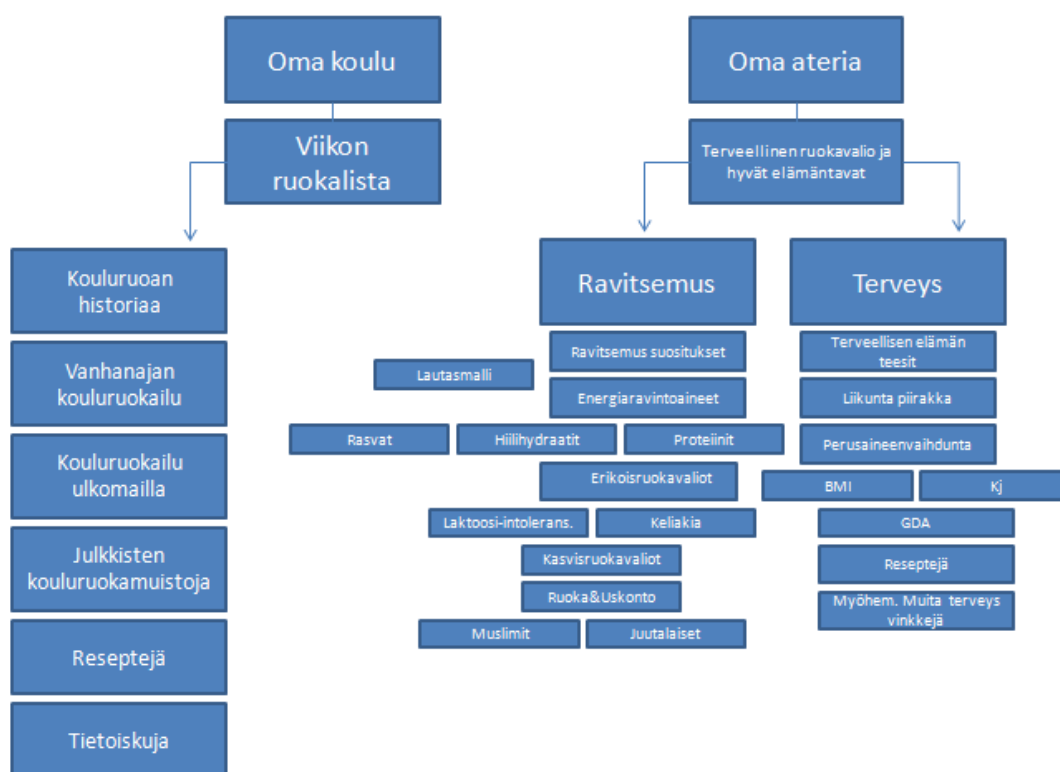 Oma koulu
Viikon
ruokalista
Kouluruoan
historiaa
Vanhanajan
kouluruokailu
Kouluruokailu
ulkomailla
Julkkisten
kouluruokamuistoja
Reseptejä
Tietoiskuja
Oma ateria
Terveellinen ruokavalio ja
hyvät elämäntavat
Ravitsemus
Ravitsemus suositukset
Lautasmalli
Energiaravintoaineet
Rasvat
Hiilihydraatit
Proteiinit
Erikoisruokavaliot
Laktoosi-intolerans.
Keliakia
Kasvisruokavaliot
Ruoka&Uskonto
Muslimit
Juutalaiset
Terveys
Terveellisen elämän
teesit
Liikunta piirakka
Perusaineenvaihdunta
BMI
Kj
GDA
Reseptejä
Myöhem. Muita terveys
vinkkejä